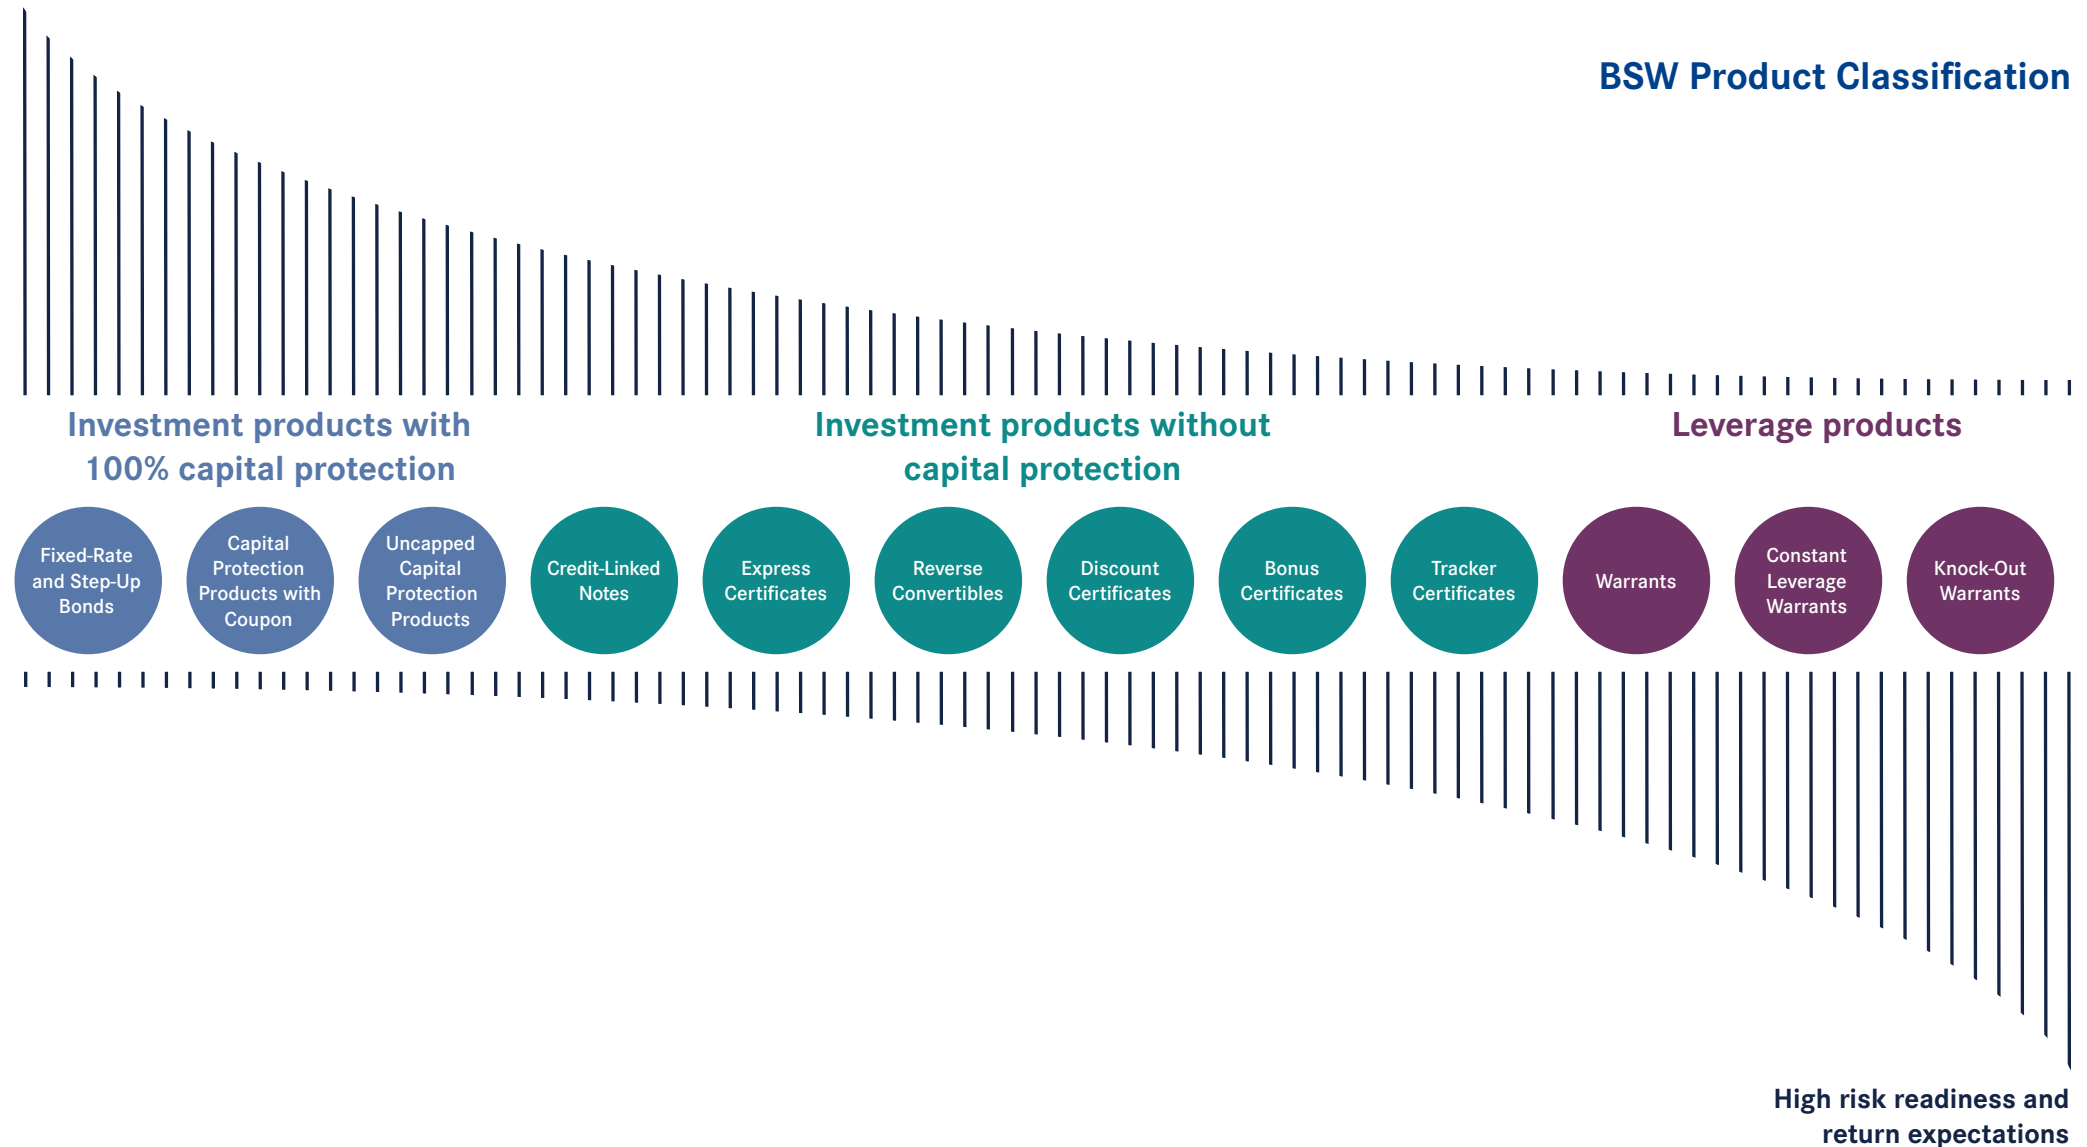 BSW Product Classification
Investment products with
100% capital protection
Investment products without
capital protection
Leverage products
Fixed-Rate
and Step-Up
Bonds
Capital
Protection
Products with
Coupon
Uncapped
Capital
Protection
Products
Credit-Linked
Notes
Express
Certificates
Reverse
Convertibles
Discount
Certificates
Bonus
Certificates
Tracker
Certificates
Warrants
Constant
Leverage
Warrants
Knock-Out
Warrants
High risk readiness and
return expectations